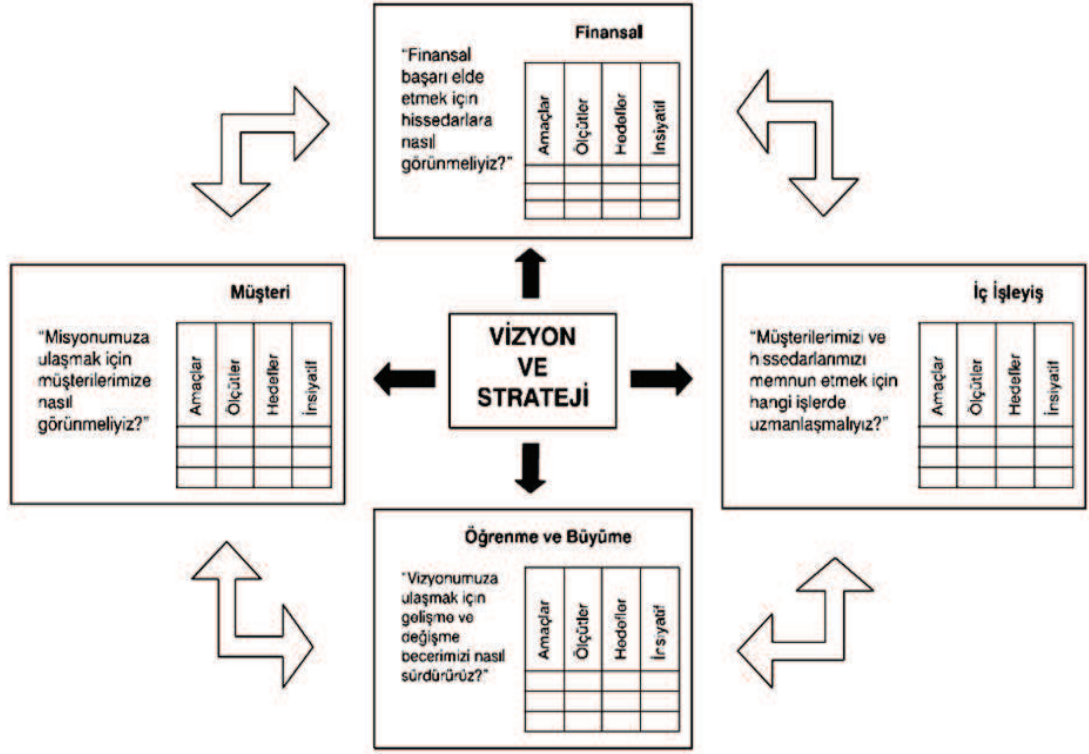 Finansal
"Finansal
başarı elde
etmek için
hissedarlara
nasıl
görünmeliyiz?"
Amaçlar
Ölçütler
Hedefler
İnsiyatif
Müşteri
"Misyonumuza
ulaşmak için
müşterilerimize
nasıl
görünmeliyiz?"
Amaçlar
Ölçütler
Hedefler
İnsiyatif
VİZYON
VE
STRATEJİ
İç İşleyiş
"Müşterilerimizi ve
hissedarlarımızı
memnun etmek için
hangi işlerde
uzmanlaşmalıyız?"
Amaçlar
Ölçütler
Hedefler
İnsiyatif
Öğrenme ve Büyüme
"Vizyonumuza
ulaşmak için
gelişme ve
değişme
becerimizi nasıl
sürdürürüz?"
Amaçlar
Ölçütler
Hedefler
İnsiyatif